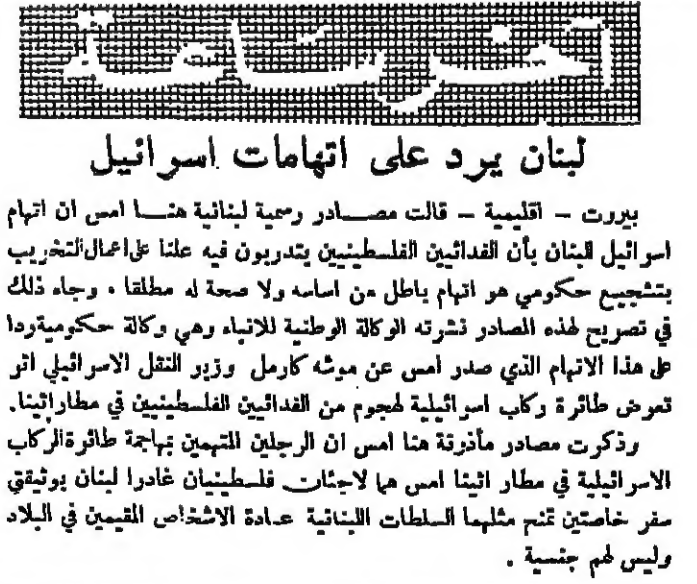 آخر ساعة
لبنان يرد على اتهامات اسرائيل
بيروت - اقليمية - قالت مصادر رسمية لبنانية هنا امس ان اتهام
اسرائيل للبنان بأن الفدائيين الفلسطينيين يتدربون فيه علنا على اعمال التخريب
بتشجيع حكومي هو اتهام باطل من اساسه ولا صحة له مطلقا . وجاء ذلك
في تصريح لهذه المصادر نشرته الوكالة الوطنية للانباء وهي وكالة حكومية ردا
على هذا الاتهام الذي صدر امس عن موشه كارمل وزير النقل الاسرائيلي اثر
تعرض طائرة ركاب اسرائيلية لهجوم من الفدائيين الفلسطينيين في مطار اثينا.
وذكرت مصادر مأذونة هنا امس ان الرجلين المتهمين بمهاجمة طائرة الركاب
الاسرائيلية في مطار اثينا امس هما لاجئان فلسطينيان غادرا لبنان بوثيقتي
سفر خاصتين تمنح مثلهما السلطات اللبنانية عادة الاشخاص المقيمين في البلاد
وليس لهم جنسية .